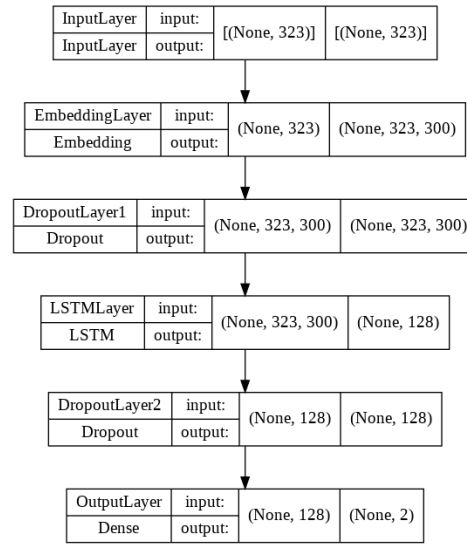 InputLayer input: [(None, 323)] [(None, 323)]
InputLayer output:
EmbeddingLayer input: (None, 323) (None, 323, 300)
Embedding output:
DropoutLayer1 input: (None, 323, 300) (None, 323, 300)
Dropout output:
LSTMLayer input: (None, 323, 300) (None, 128)
LSTM output:
DropoutLayer2 input: (None, 128) (None, 128)
Dropout output:
OutputLayer input: (None, 128) (None, 2)
Dense output: